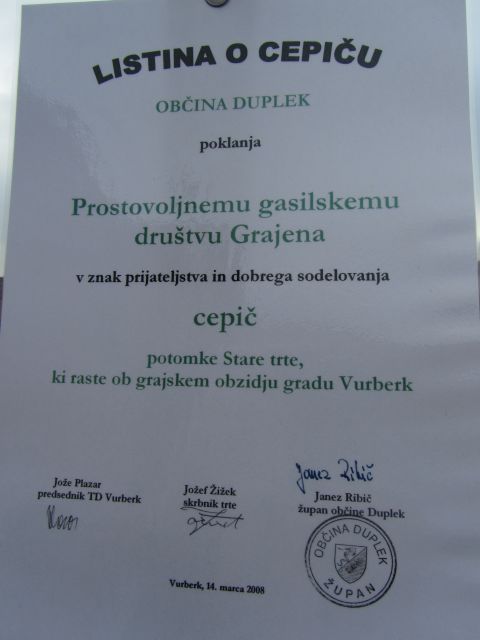 LISTINA O CEPIČU
OBČINA DUPLEK
poklanja
Prostovoljnemu gasilskemu
društvu Grajena
v znak prijateljstva in dobrega sodelovanja
cepič
potomke Stare trte,
ki raste ob grajskem obzidju gradu Vurberk
Jože Plazar
predsednik TD Vurberk
Jožef Žižek
skrbnik trte
Janez Ribič
Janez Ribič
župan občine Duplek
OBČINA DUPLEK
ŽUPAN
Vurberk, 14. marca 2008